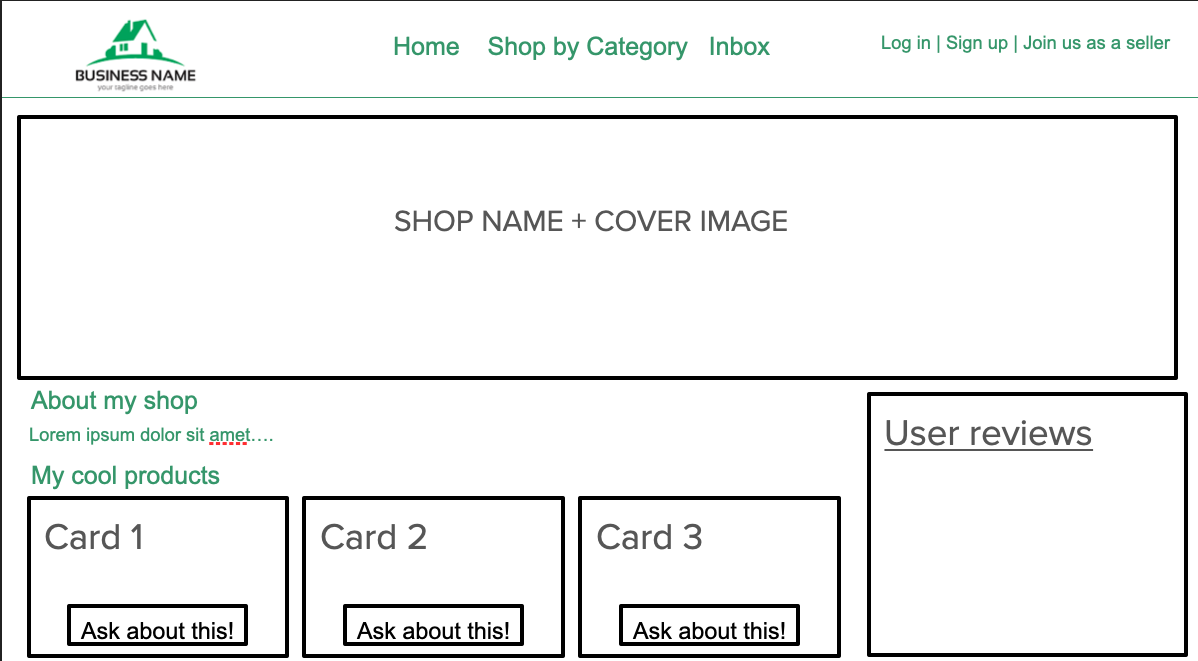 BUSINESS NAME
your tagline goes here
Home Shop by Category Inbox
Log in | Sign up | Join us as a seller
SHOP NAME + COVER IMAGE
About my shop
Lorem ipsum dolor sit amet....
My cool products
Card 1
Ask about this!
Card 2
Ask about this!
Card 3
Ask about this!
User reviews